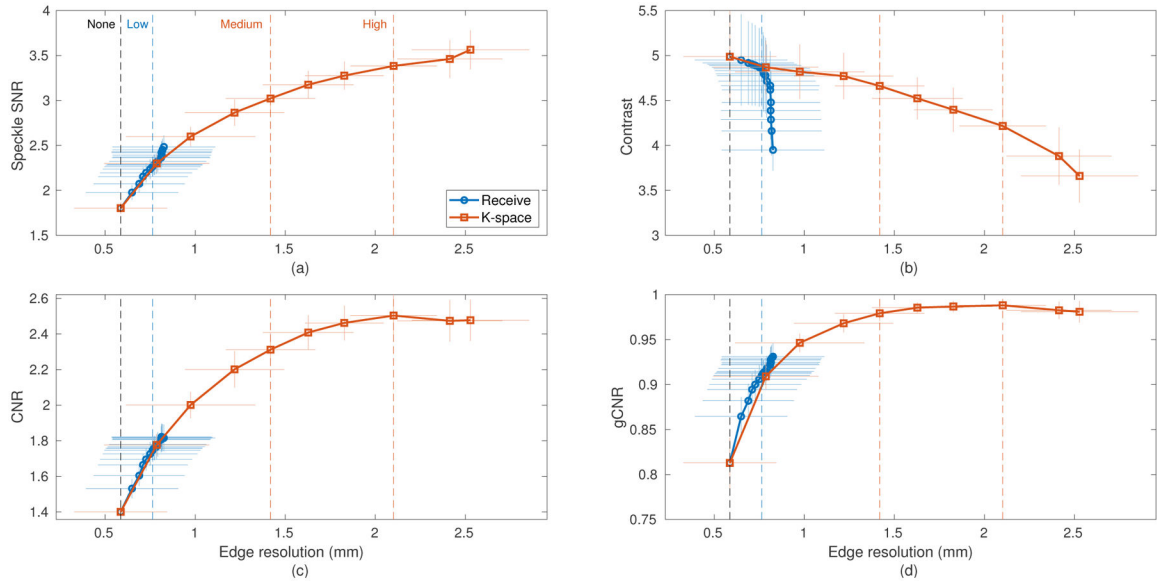 None
Low
Medium
High
4
3.5
3
2.5
2
1.5
Speckle SNR
0.5
1
1.5
2
2.5
Receive
K-space
(a)
5.5
5
4.5
4
3.5
3
Contrast
0.5
1
1.5
2
2.5
(b)
2.6
2.4
2.2
2
1.8
1.6
1.4
CNR
0.5
1
1.5
2
2.5
Edge resolution (mm)
(c)
1
0.95
0.9
0.85
0.8
0.75
gCNR
0.5
1
1.5
2
2.5
Edge resolution (mm)
(d)